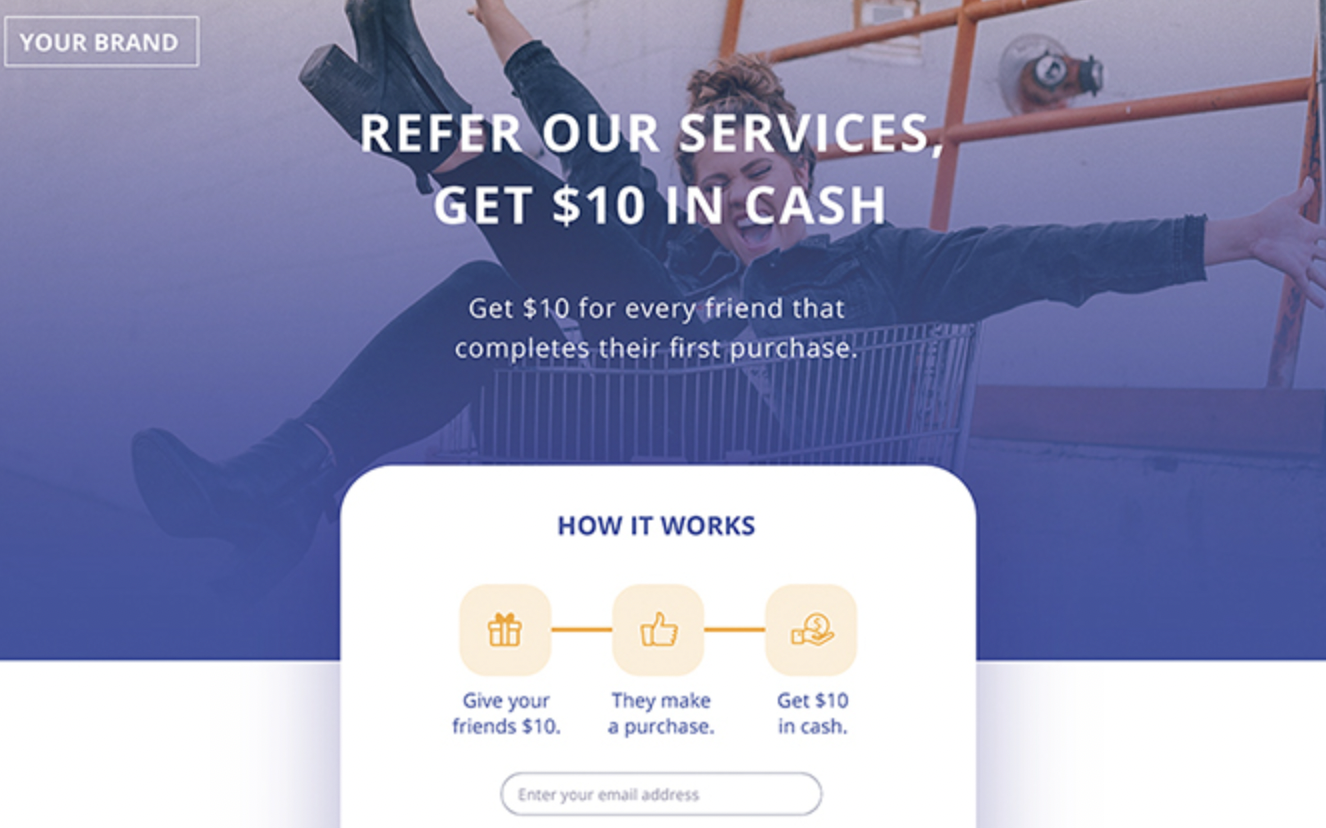 YOUR BRAND
REFER OUR SERVICES,
GET $10 IN CASH
Get $10 for every friend that
completes their first purchase.
HOW IT WORKS
Give your
friends $10.
They make
a purchase.
Get $10
in cash.
Enter your email address